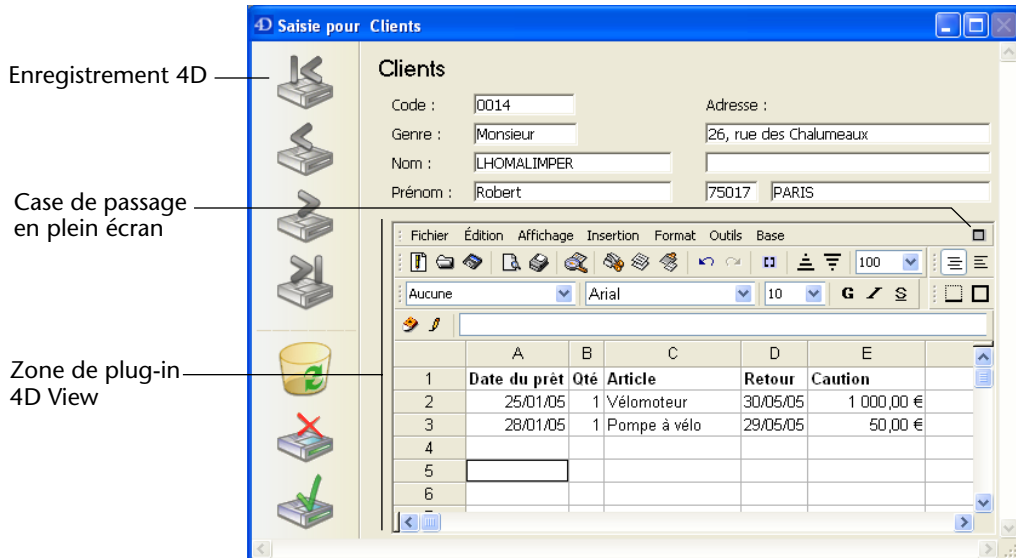 4D Saisie pour Clients
Enregistrement 4D
Clients
Code : 0014 Adresse :
Genre : Monsieur 26, rue des Chalumeaux
Nom : LHOMALIMPER
Prénom : Robert 75017 PARIS
Case de passage
en plein écran
Fichier Édition Affichage Insertion Format Outils Base
100
Aucune Arial 10 G I S
Zone de plug-in
4D View
A B C D E
1 Date du prêt Qté Article Retour Caution
2 25/01/05 1 Vélomoteur 30/05/05 1 000,00 €
3 28/01/05 1 Pompe à vélo 29/05/05 50,00 €
4
5
6